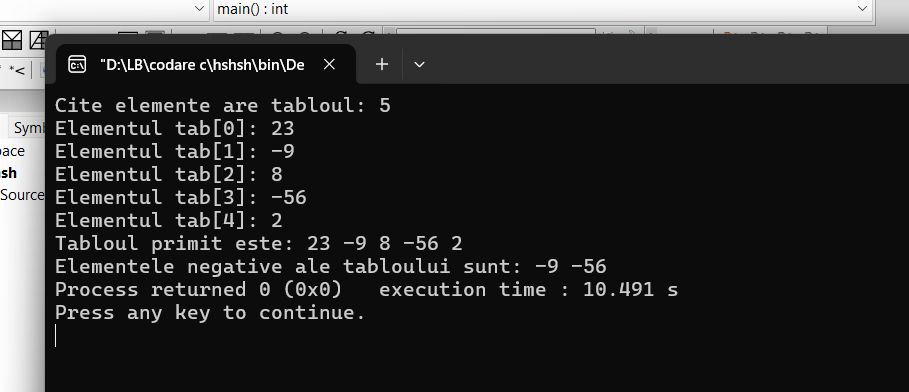 main() : int
"D:\LB\codare c\hshsh\bin\De
Cite elemente are tabloul: 5
Elementul tab[0]: 23
Elementul tab[1]: -9
Symb
Elementul tab[2]: 8
pace
Elementul tab[3]: -56
sh
Source
Elementul tab[4]: 2
Tabloul primit este: 23 -9 8 -56 2
Elementele negative ale tabloului sunt: -9 -56
Process returned 0 (0x0)   execution time : 10.491 s
Press any key to continue.